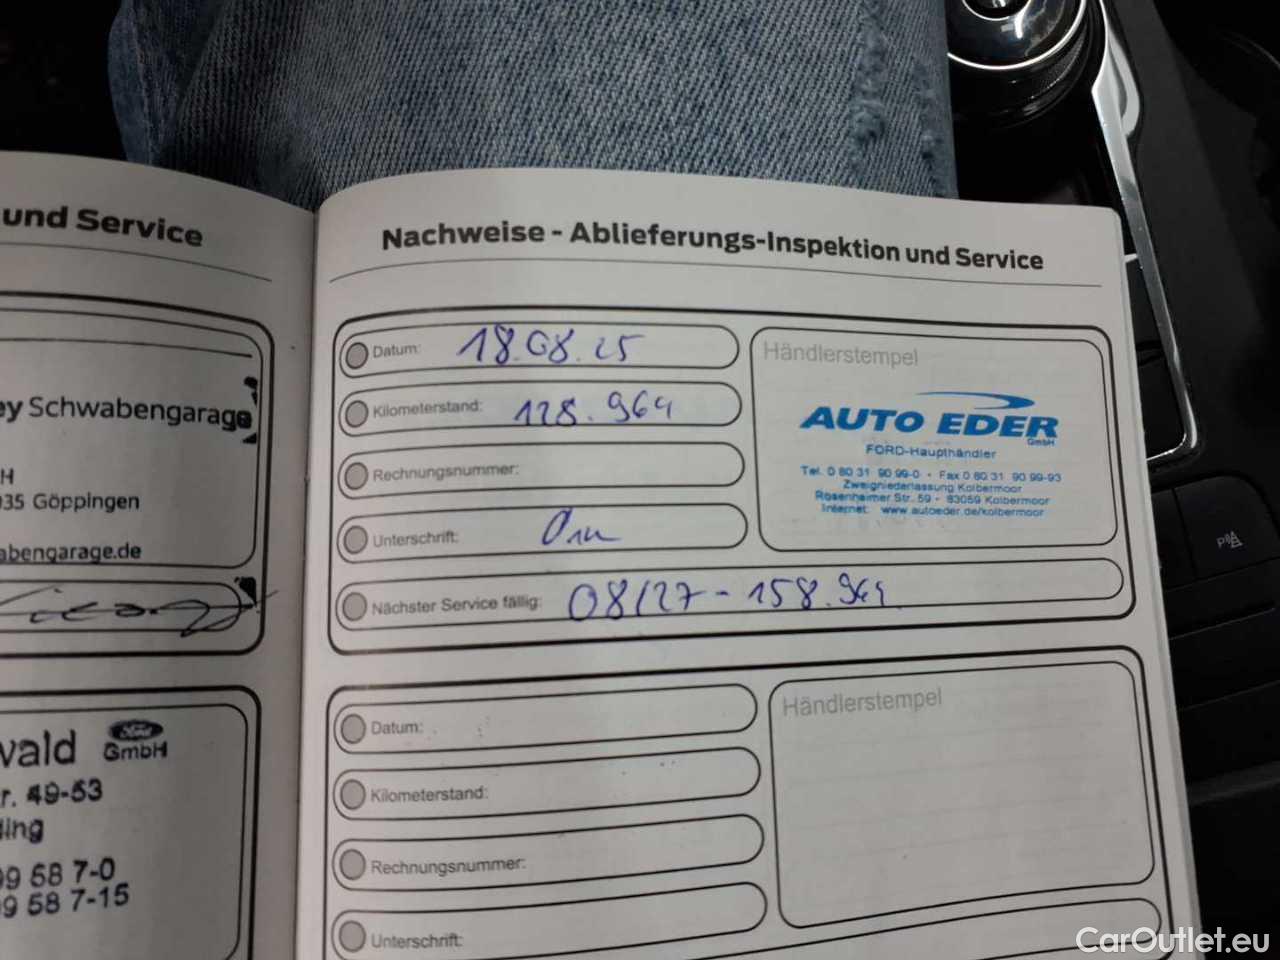 und Service
ey Schwabengarage
H
035 Göppingen
abengarage.de
wald Ford
GmbH
r. 49-53
ling
99 58 7-0
99 58 7-15
Nachweise - Ablieferungs-Inspektion und Service
Datum: 18.08.25
Kilometerstand: 128.964
Rechnungsnummer:
Unterschrift:
Nächster Service fällig: 08/27 - 158.964
Händlerstempel
AUTO EDER
GmbH
FORD-Haupthändler
Tel. 0 80 31 90 99-0 • Fax 0 80 31 90 99-93
Zweigniederlassung Kolbermoor
Rosenheimer Str. 59 • 83059 Kolbermoor
Internet: www.autoeder.de/kolbermoor
Datum:
Kilometerstand:
Rechnungsnummer:
Unterschrift:
Händlerstempel
P
CarOutlet.eu